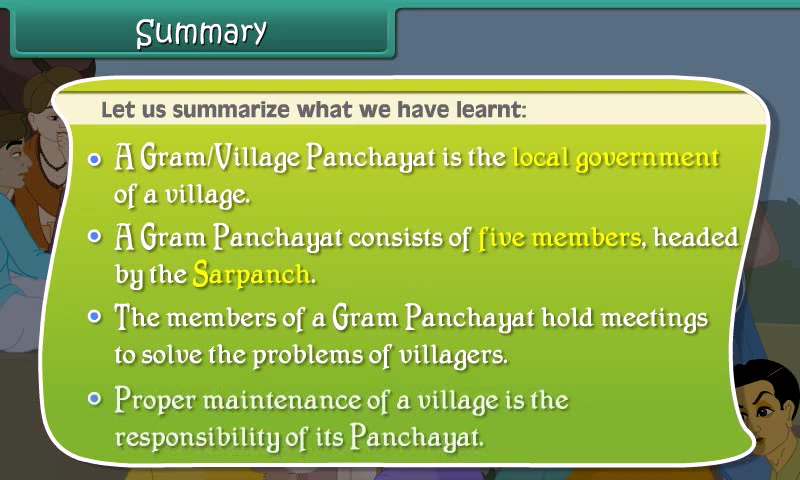 Summary
Let us summarize what we have learnt:
A Gram/Village Panchayat is the local government
of a village.
A Gram Panchayat consists of five members, headed
by the Sarpanch.
The members of a Gram Panchayat hold meetings
to solve the problems of villagers.
Proper maintenance of a village is the
responsibility of its Panchayat.